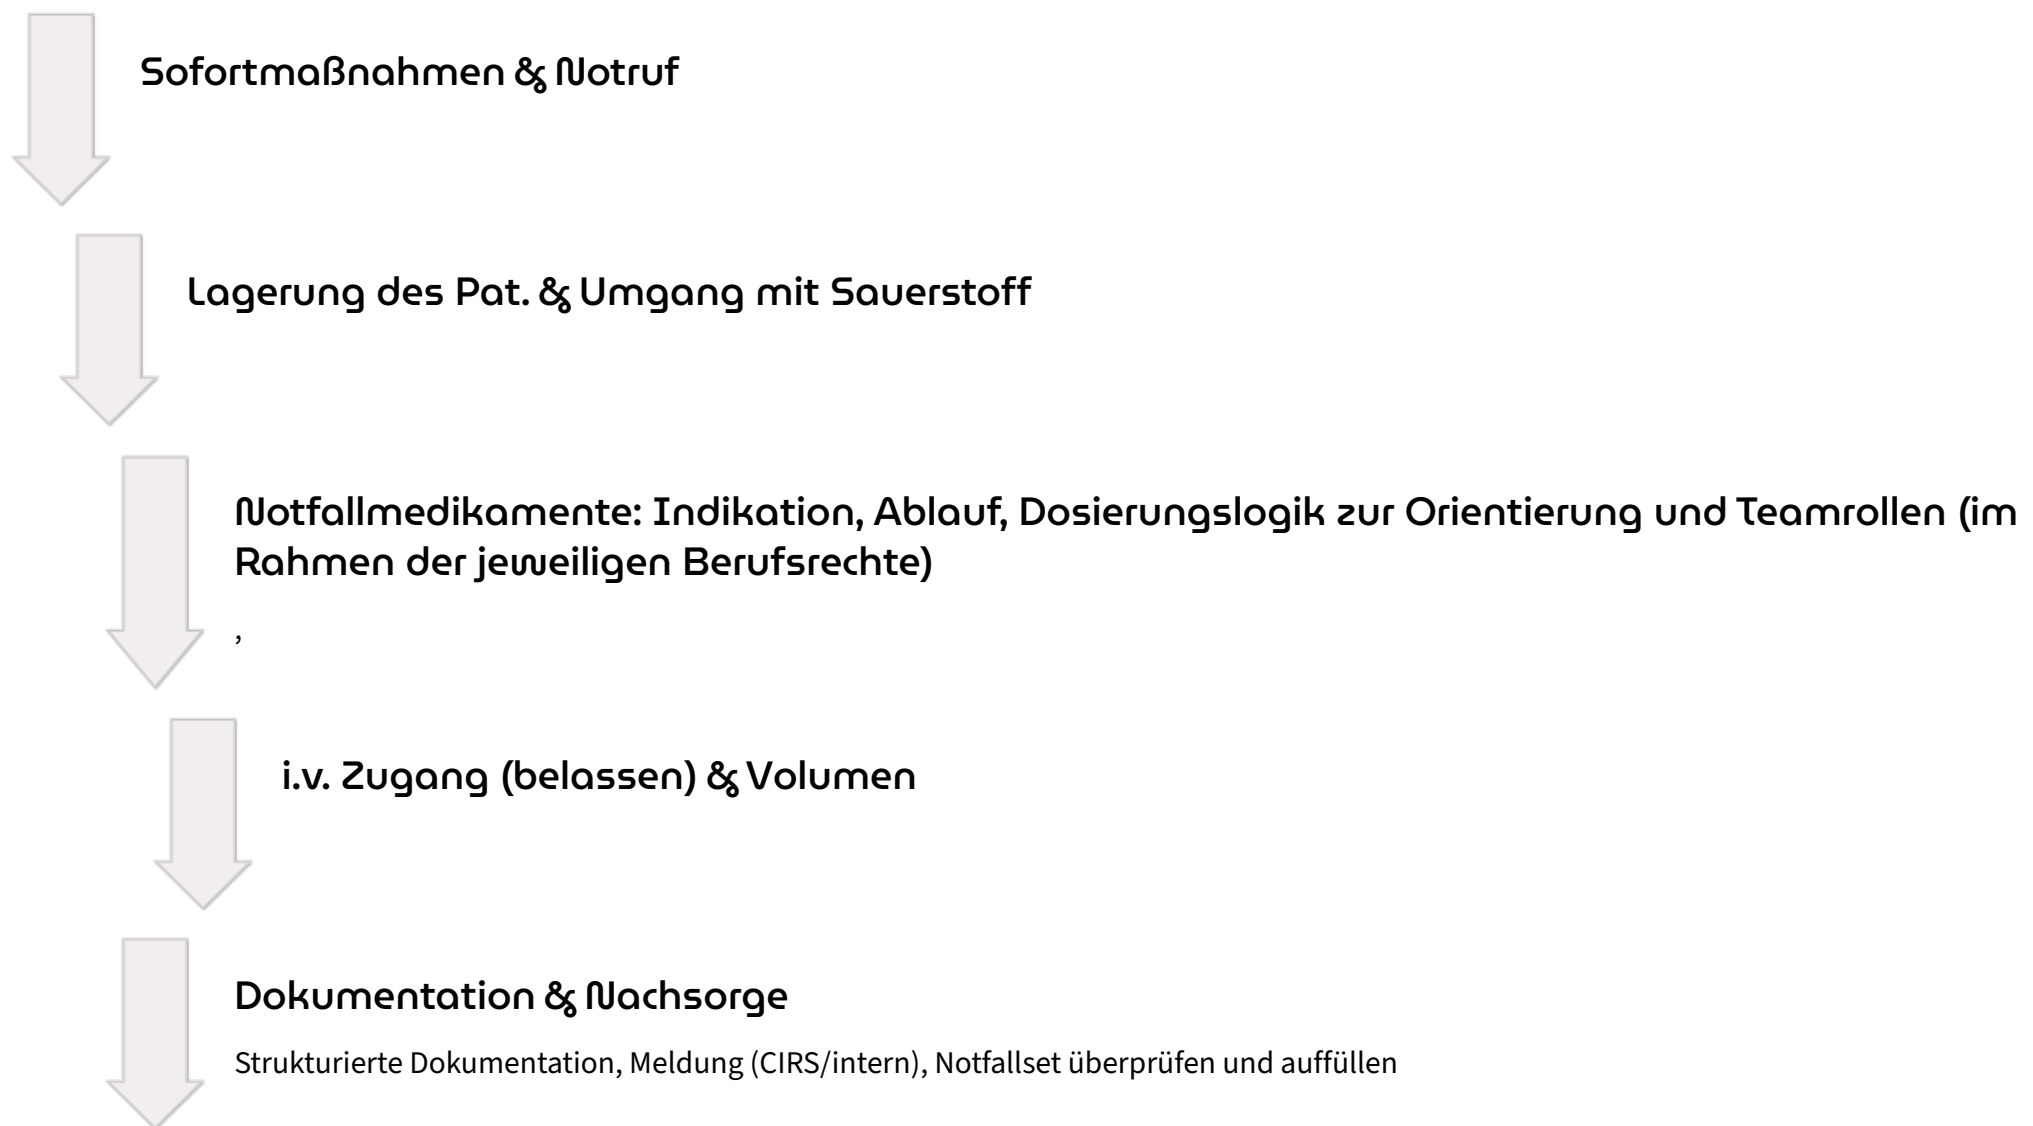 Sofortmaßnahmen & Notruf
Lagerung des Pat. & Umgang mit Sauerstoff
Notfallmedikamente: Indikation, Ablauf, Dosierungslogik zur Orientierung und Teamrollen (im
Rahmen der jeweiligen Berufsrechte)
,
i.v. Zugang (belassen) & Volumen
Dokumentation & Nachsorge
Strukturierte Dokumentation, Meldung (CIRS/intern), Notfallset überprüfen und auffüllen